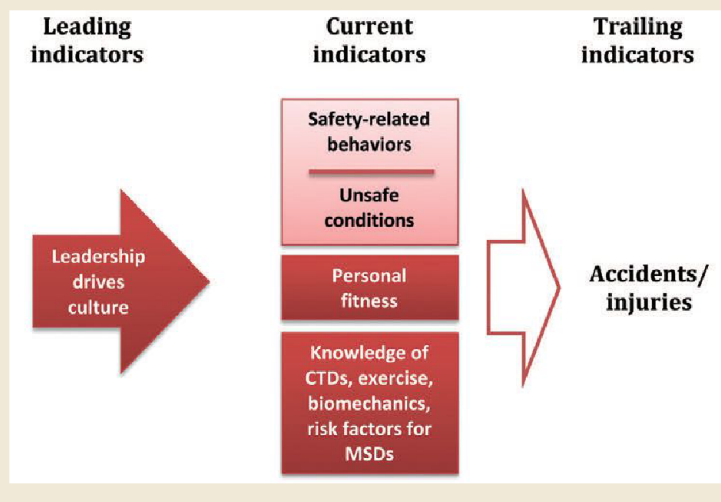 Leading
indicators
Current
indicators
Trailing
indicators
Leadership
drives
culture
Safety-related
behaviors
Unsafe
conditions
Personal
fitness
Knowledge of
CTDs, exercise,
biomechanics,
risk factors for
MSDs
Accidents/
injuries